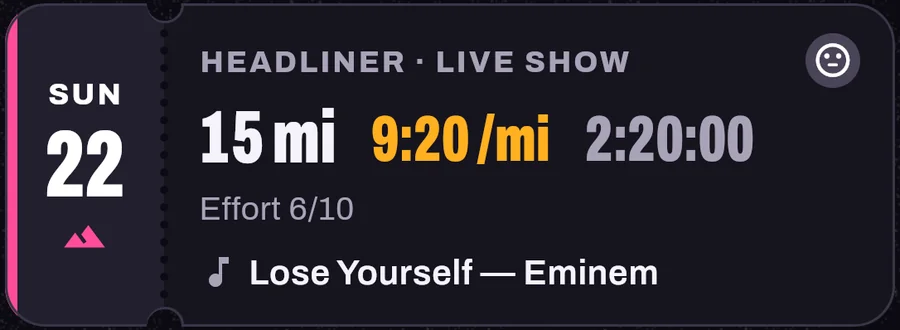 SUN
22
HEADLINER · LIVE SHOW
15 mi 9:20 /mi 2:20:00
Effort 6/10
Lose Yourself — Eminem